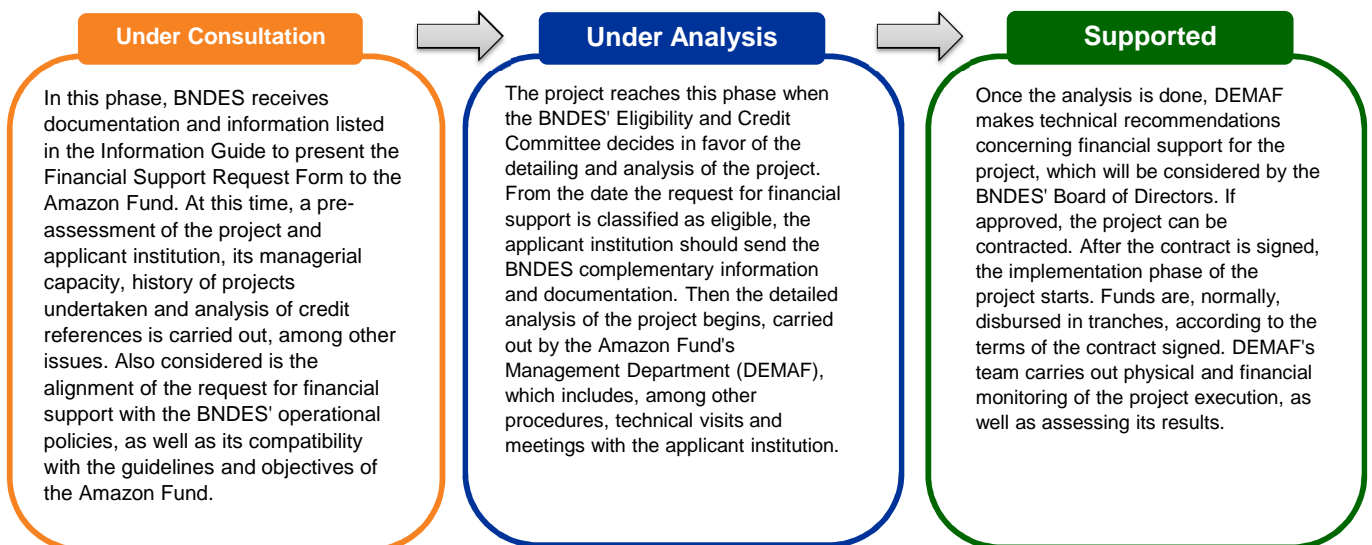 Under Consultation
In this phase, BNDES receives
documentation and information listed
in the Information Guide to present the
Financial Support Request Form to the
Amazon Fund. At this time, a pre-
assessment of the project and
applicant institution, its managerial
capacity, history of projects
undertaken and analysis of credit
references is carried out, among other
issues. Also considered is the
alignment of the request for financial
support with the BNDES' operational
policies, as well as its compatibility
with the guidelines and objectives of
the Amazon Fund.
Under Analysis
The project reaches this phase when
the BNDES' Eligibility and Credit
Committee decides in favor of the
detailing and analysis of the project.
From the date the request for financial
support is classified as eligible, the
applicant institution should send the
BNDES complementary information
and documentation. Then the detailed
analysis of the project begins, carried
out by the Amazon Fund's
Management Department (DEMAF),
which includes, among other
procedures, technical visits and
meetings with the applicant institution.
Supported
Once the analysis is done, DEMAF
makes technical recommendations
concerning financial support for the
project, which will be considered by the
BNDES' Board of Directors. If
approved, the project can be
contracted. After the contract is signed,
the implementation phase of the
project starts. Funds are, normally,
disbursed in tranches, according to the
terms of the contract signed. DEMAF's
team carries out physical and financial
monitoring of the project execution, as
well as assessing its results.